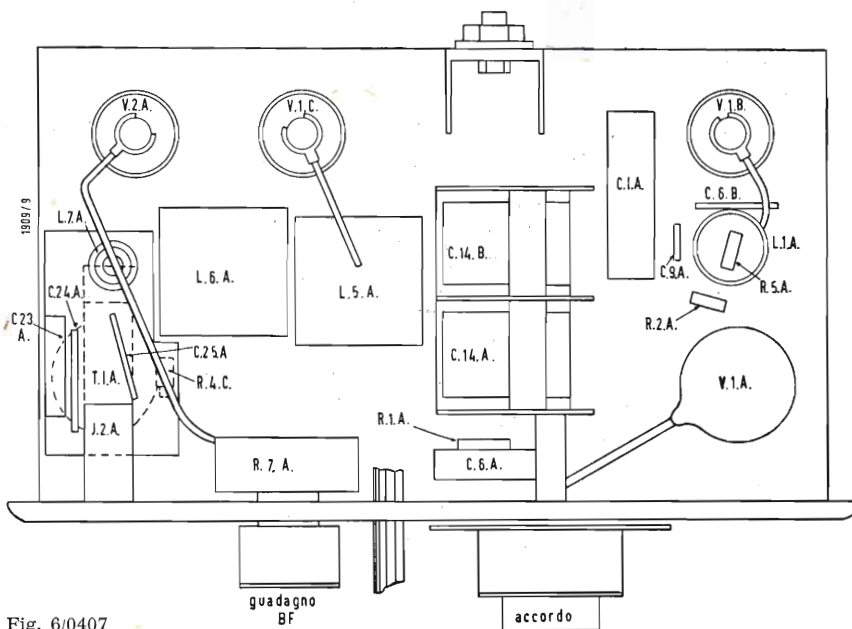 V.2.A.
V.1.C.
V.1.B.
C.1.A.
C.6.B.
1909/9
L.7.A.
L.6.A.
L.5.A.
C.14.B.
C.9.A.
L.1.A.
R.5.A.
R.2.A.
C.24.A.
C23
A.
C.25.A
T.1.A.
R.4.C.
C.14.A.
V.1.A.
J.2.A.
R.1.A.
R.7.A.
C.6.A.
guadagno
BF
accordo
Fig. 6/0407